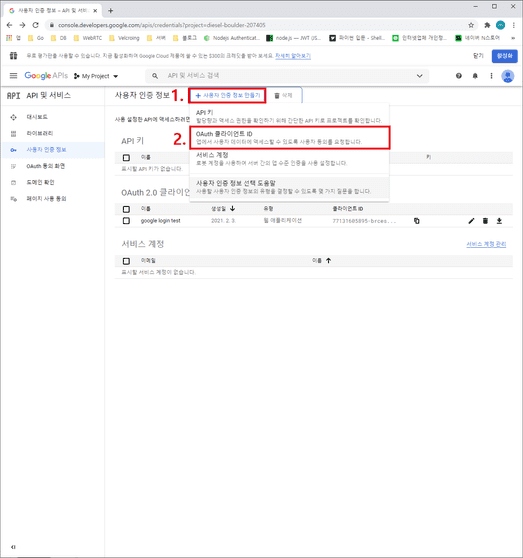 사용자 인증 정보 – API 및 서비스
console.developers.google.com/apis/credentials?project=diesel-boulder-207405
앱 Go DB WebRTC Velcrosing 서버 블로그 Nodejs Authenticat... node.js — JWT (JS... 파이썬 입문 - Shell... 인터넷업체 개인정...
무료 평가판을 사용할 수 있습니다. 지금 활성화하여 Google Cloud 제품에 쓸 수 있는 $300의 크레딧을 받아 보세요. 자세히 알아보기 닫기 활성화
Google APIs My Project API 및 서비스 검색
API API 및 서비스
대시보드
라이브러리
사용자 인증 정보
OAuth 동의 화면
도메인 확인
페이지 사용 동의
사용자 인증 정보 1. + 사용자 인증 정보 만들기 삭제
사용 설정한 API에 액세스하려면
API 키
할당량과 액세스 권한을 확인하기 위해 간단한 API 키로 프로젝트를 확인합니다.
2. OAuth 클라이언트 ID
앱에서 사용자 데이터에 액세스할 수 있도록 사용자 동의를 요청합니다.
서비스 계정
로봇 계정을 사용하여 서버 간의 앱 수준 인증을 사용 설정합니다.
사용자 인증 정보 선택 도움말
사용할 사용자 인증 정보의 유형을 결정할 수 있도록 몇 가지 질문을 합니다.
API 키
이름 키
표시할 API 키가 없습니다.
OAuth 2.0 클라이언
이름 생성일 유형 클라이언트 ID
google login test 2021. 2. 3. 웹 애플리케이션 77131685895-brces...
서비스 계정 서비스 계정 관리
이메일 이름
표시할 서비스 계정이 없습니다.